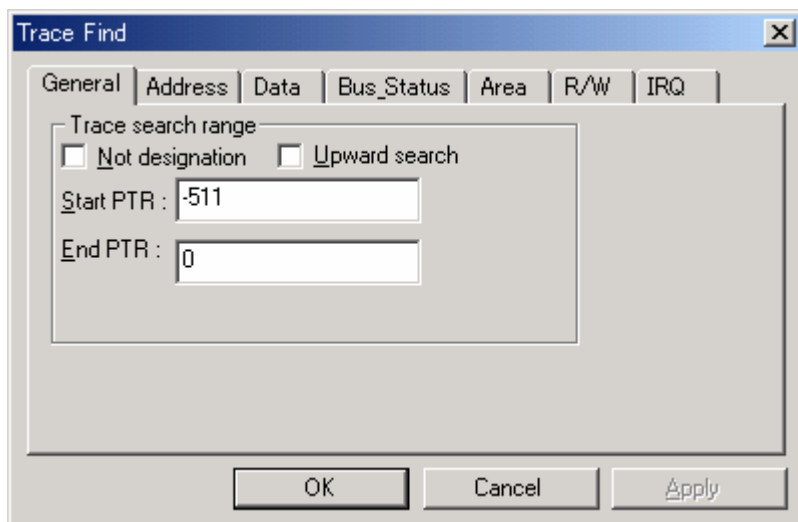 Trace Find
General Address Data Bus_Status Area R/W IRQ
Trace search range
Not designation Upward search
Start PTR : -511
End PTR : 0
OK Cancel Apply